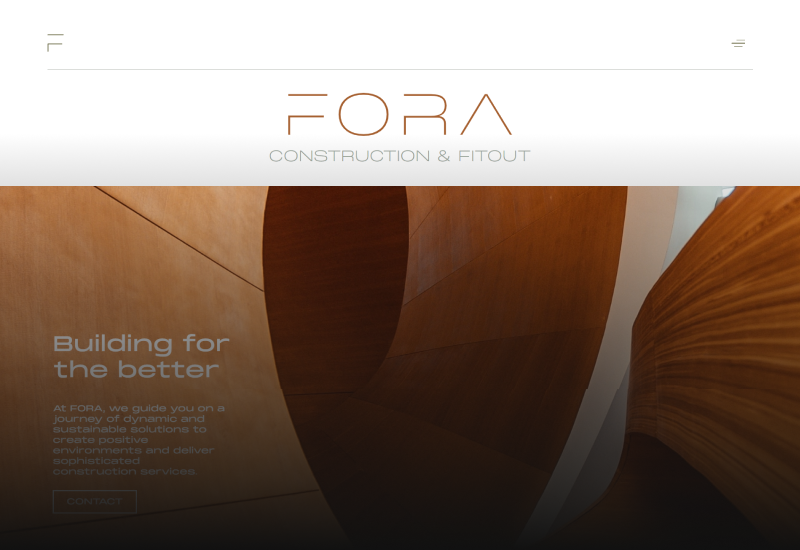 F
FORA
CONSTRUCTION & FITOUT
Building for
the better
At FORA, we guide you on a
journey of dynamic and
sustainable solutions to
create positive
environments and deliver
sophisticated
construction services.
CONTACT